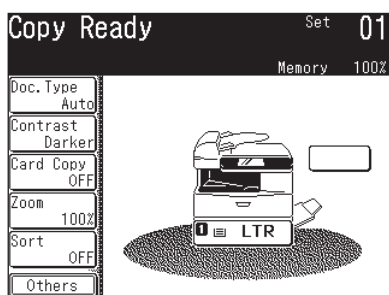 Copy Ready
Set 01
Memory 100%
Doc.Type
Auto
Contrast
Darker
Card Copy
OFF
Zoom
100%
Sort
OFF
Others
1 LTR